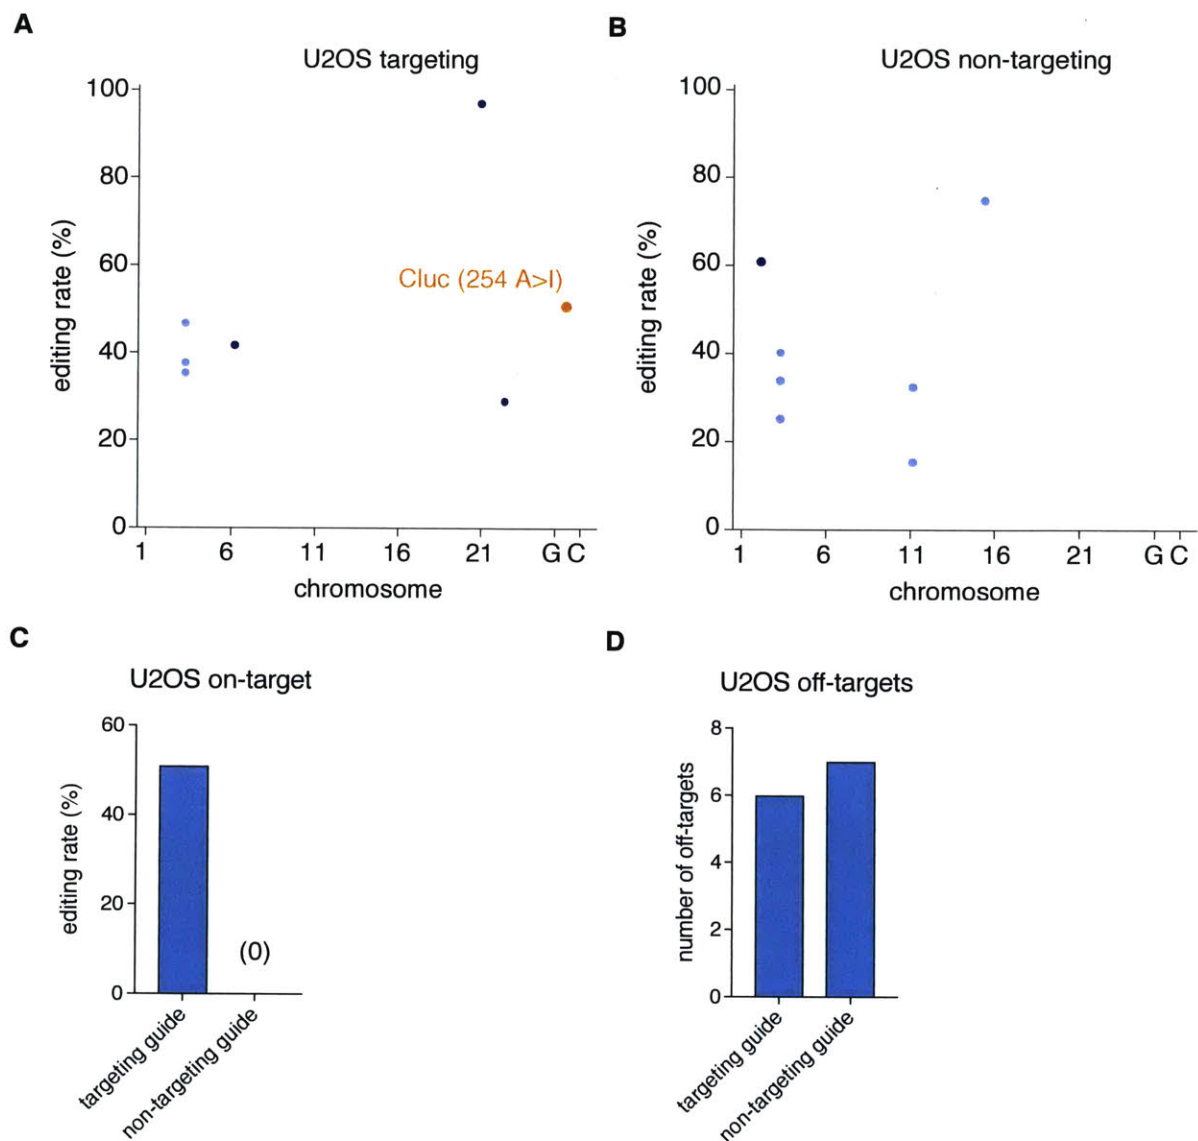 A
U2OS targeting
100
80
60
40
20
0
editing rate (%)
Cluc (254 A>I)
1 6 11 16 21 G C
chromosome
B
U2OS non-targeting
100
80
60
40
20
0
editing rate (%)
1 6 11 16 21 G C
chromosome
C
U2OS on-target
60
40
20
0
editing rate (%)
(0)
targeting guide
non-targeting guide
D
U2OS off-targets
8
6
4
2
0
number of off-targets
targeting guide
non-targeting guide